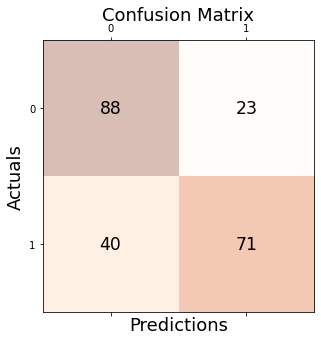 Confusion Matrix
0 1
0 88 23
Actuals
1 40 71
Predictions